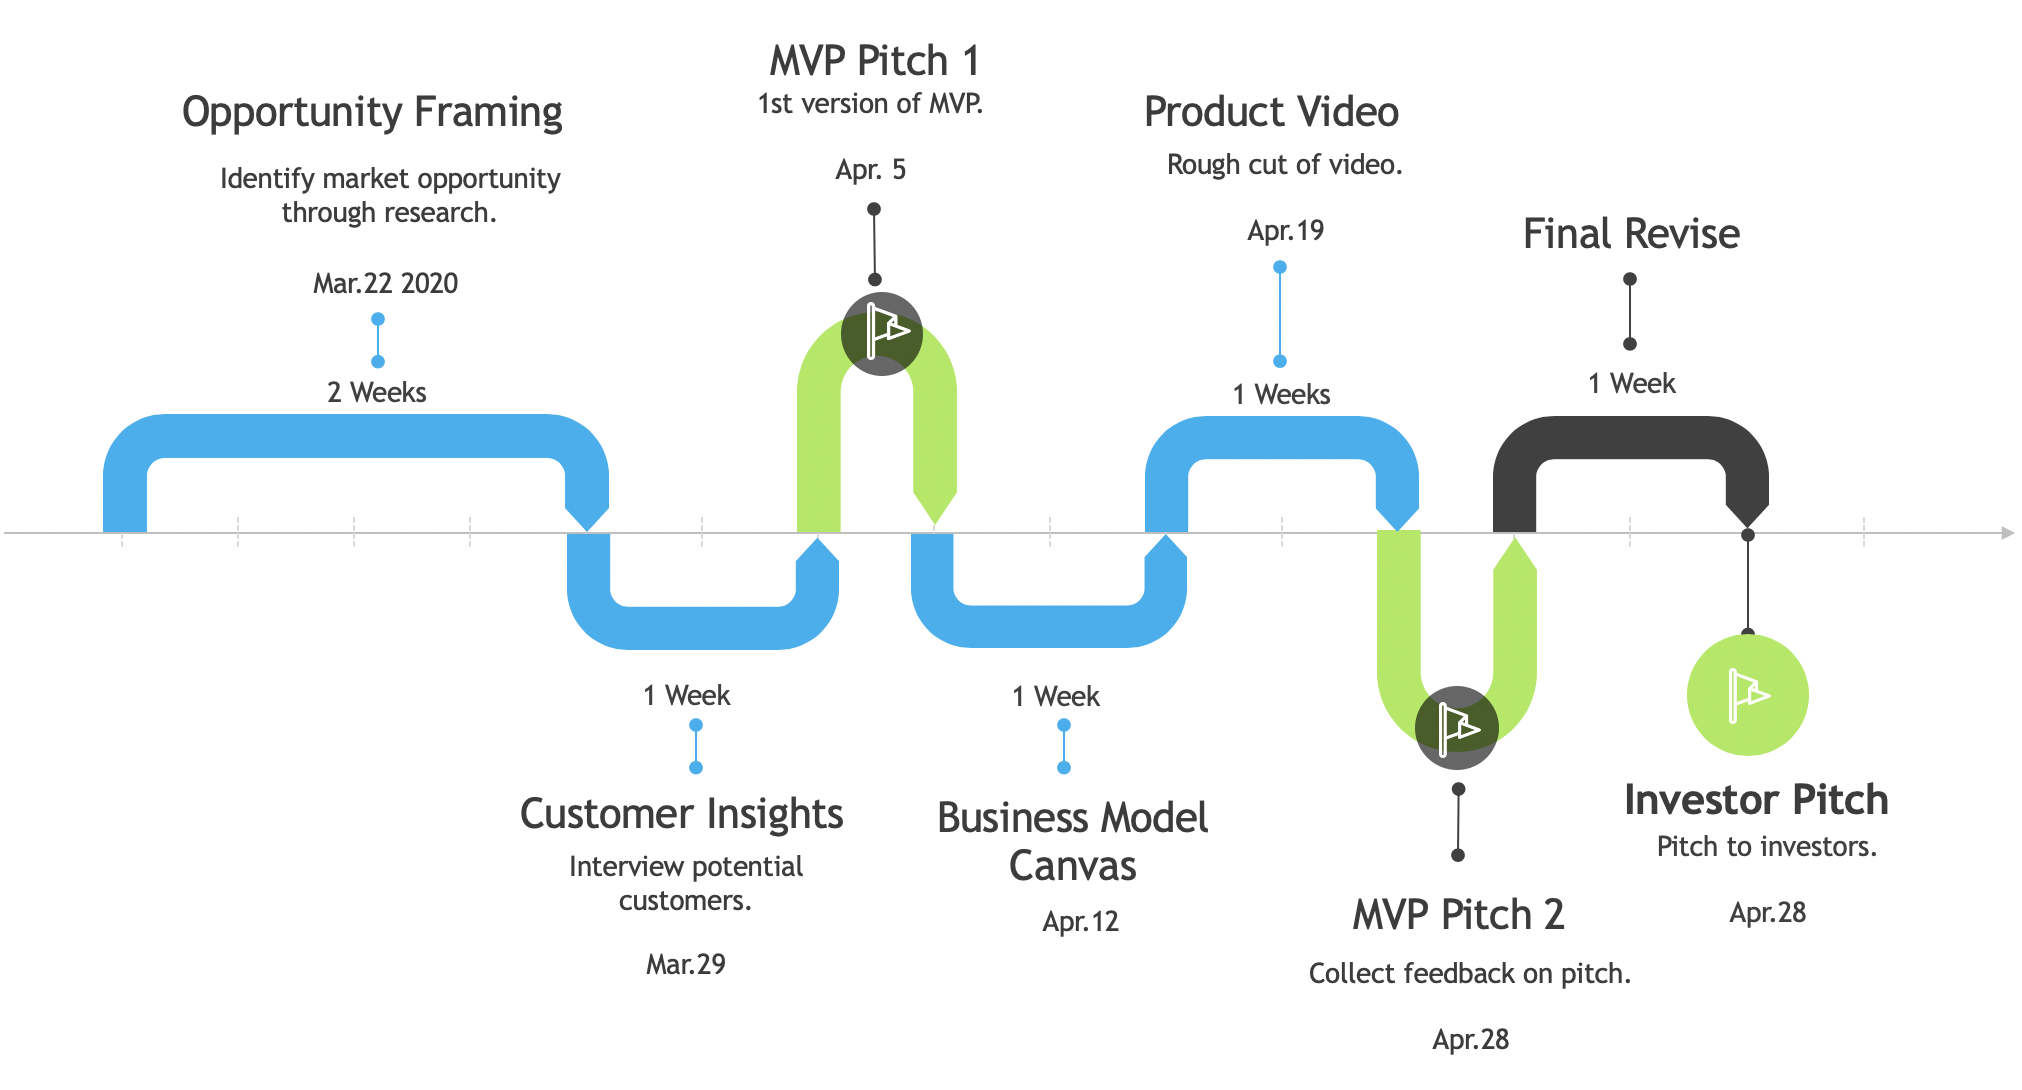 Opportunity Framing
Identify market opportunity
through research.
Mar.22 2020
2 Weeks
Customer Insights
1 Week
Interview potential
customers.
Mar.29
MVP Pitch 1
1st version of MVP.
Apr. 5
1 Week
Business Model
Canvas
Apr.12
Product Video
Rough cut of video.
Apr.19
1 Weeks
MVP Pitch 2
Collect feedback on pitch.
Apr.28
Final Revise
1 Week
Investor Pitch
Pitch to investors.
Apr.28